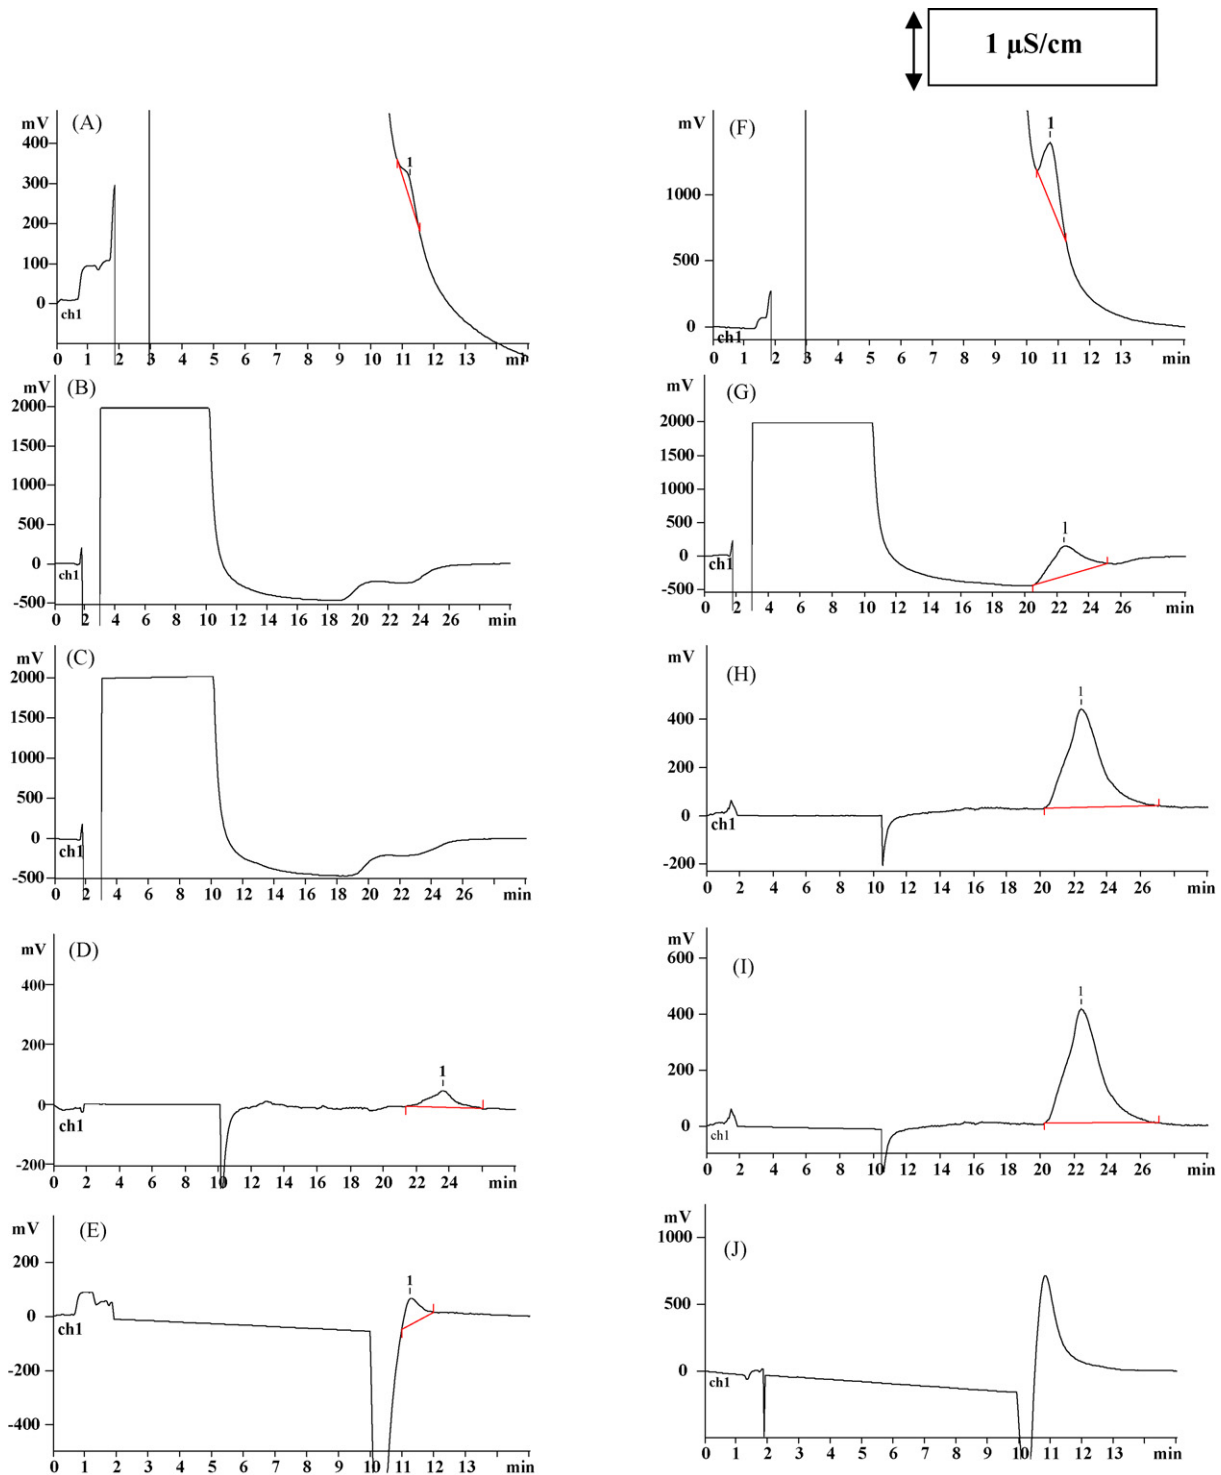 1 μS/cm
(A)
mV
400
300
200
100
0
ch1
1
0 1 2 3 4 5 6 7 8 9 10 11 12 13 min
(F)
mV
1000
500
0
ch1
1
0 1 2 3 4 5 6 7 8 9 10 11 12 13
(B)
mV
2000
1500
1000
500
0
-500
ch1
0 2 4 6 8 10 12 14 16 18 20 22 24 26 min
(G)
mV
2000
1500
1000
500
0
-500
ch1
1
0 2 4 6 8 10 12 14 16 18 20 22 24 26 min
(C)
mV
2000
1500
1000
500
0
-500
ch1
0 2 4 6 8 10 12 14 16 18 20 22 24 26 min
(H)
mV
400
200
0
-200
ch1
1
0 2 4 6 8 10 12 14 16 18 20 22 24 26 min
(D)
mV
400
200
0
-200
ch1
1
0 2 4 6 8 10 12 14 16 18 20 22 24 min
(I)
mV
600
400
200
0
ch1
1
0 2 4 6 8 10 12 14 16 18 20 22 24 26 min
(E)
mV
200
0
-200
-400
ch1
1
0 1 2 3 4 5 6 7 8 9 10 11 12 13 min
(J)
mV
1000
500
0
ch1
0 1 2 3 4 5 6 7 8 9 10 11 12 13 min